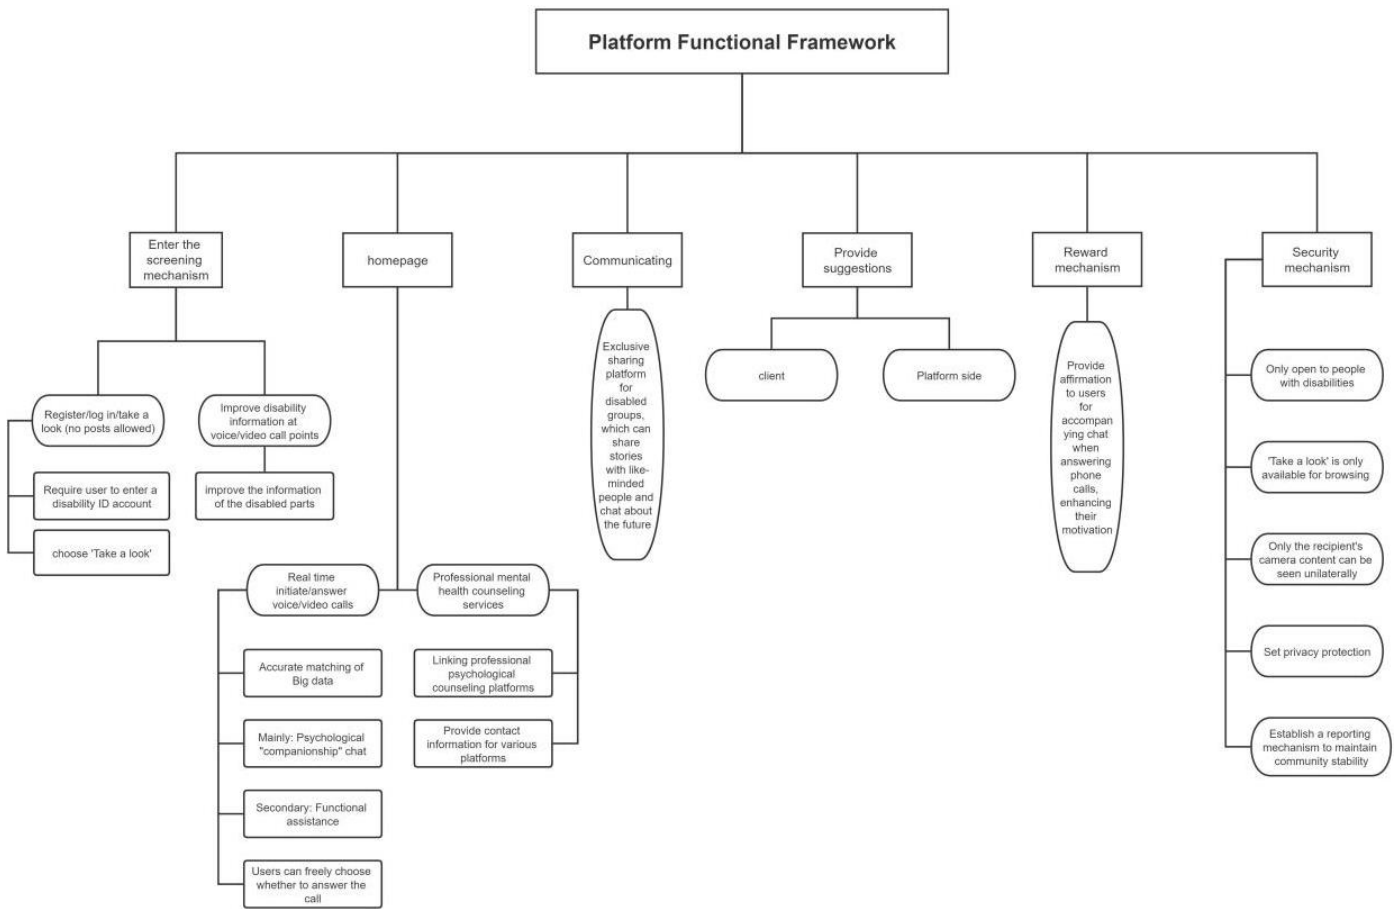 Platform Functional Framework
Enter the
screening
mechanism
homepage
Communicating
Provide
suggestions
Reward
mechanism
Security
mechanism
Register/log in/take a
look (no posts allowed)
Require user to enter a
disability ID account
choose 'Take a look'
Improve disability
information at
voice/video call points
improve the information
of the disabled parts
Real time
initiate/answer
voice/video calls
Accurate matching of
Big data
Mainly: Psychological
"companionship" chat
Secondary: Functional
assistance
Users can freely choose
whether to answer the
call
Professional mental
health counseling
services
Linking professional
psychological
counseling platforms
Provide contact
information for various
platforms
Exclusive
sharing
platform
for
disabled
groups,
which can
share
stories
with like-
minded
people and
chat about
the future
client
Platform side
Provide
affirmation
to users
for
accompan
ying chat
when
answering
phone
calls,
enhancing
their
motivation
Only open to people
with disabilities
'Take a look' is only
available for browsing
Only the recipient's
camera content can be
seen unilaterally
Set privacy protection
Establish a reporting
mechanism to maintain
community stability